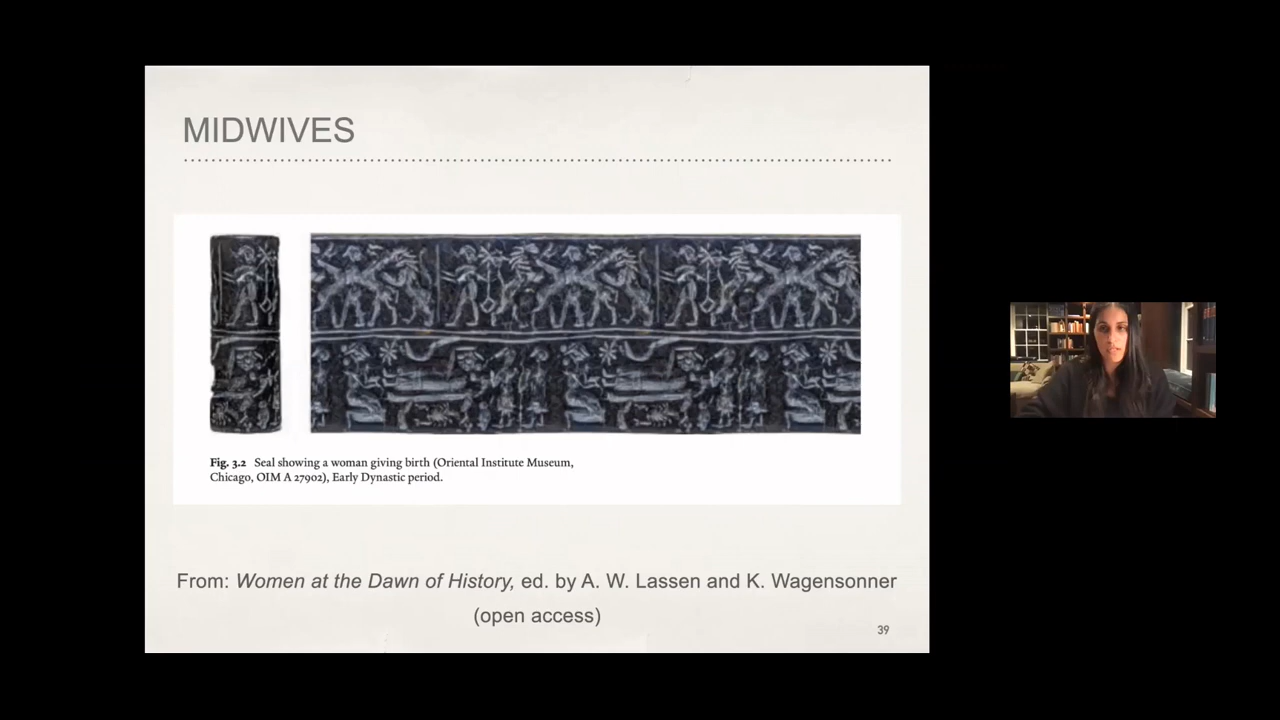 MIDWIVES
Fig. 3.2 Seal showing a woman giving birth (Oriental Institute Museum,
Chicago, OIM A 27902), Early Dynastic period.
From: Women at the Dawn of History, ed. by A. W. Lassen and K. Wagensonner
(open access)
39